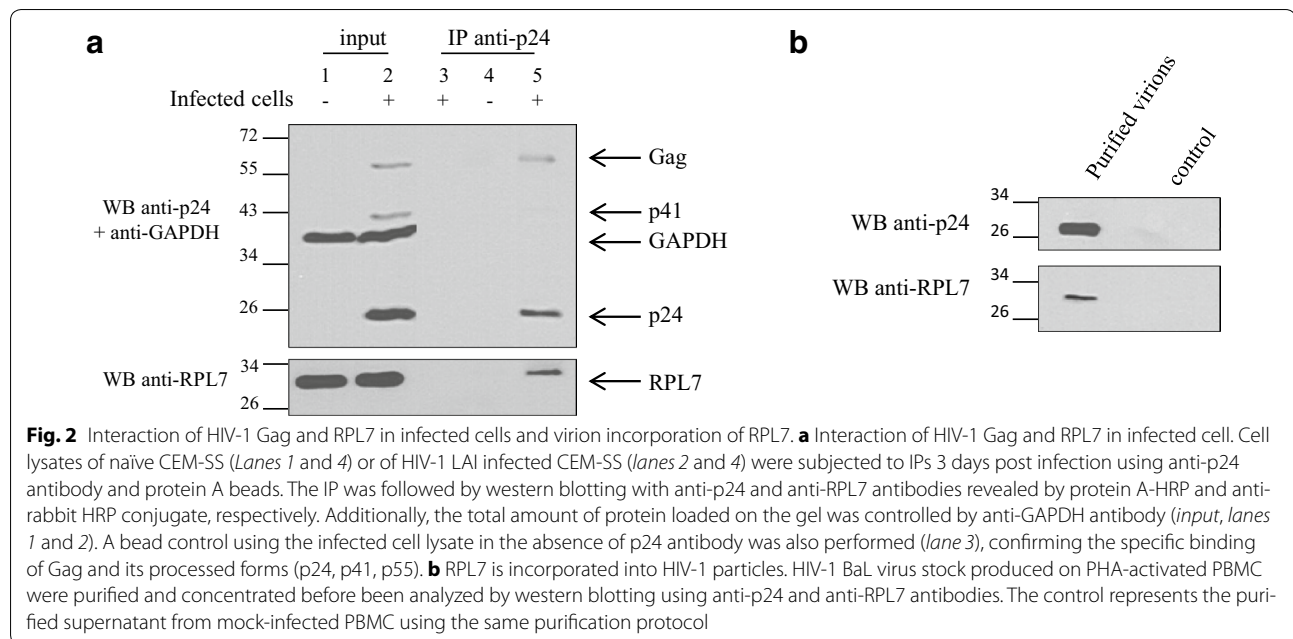 a
input
IP anti-p24
1 2 3 4 5
Infected cells - + + - +
72
55
43
34
26
WB anti-p24
+ anti-GAPDH
Gag
p41
GAPDH
p24
34
26
WB anti-RPL7
RPL7
b
Purified virions
control
WB anti-p24
34
26
WB anti-RPL7
34
26
Fig. 2 Interaction of HIV-1 Gag and RPL7 in infected cells and virion incorporation of RPL7. a Interaction of HIV-1 Gag and RPL7 in infected cell. Cell
lysates of naïve CEM-SS (Lanes 1 and 4) or of HIV-1 LAI infected CEM-SS (lanes 2 and 4) were subjected to IPs 3 days post infection using anti-p24
antibody and protein A beads. The IP was followed by western blotting with anti-p24 and anti-RPL7 antibodies revealed by protein A-HRP and anti-
rabbit HRP conjugate, respectively. Additionally, the total amount of protein loaded on the gel was controlled by anti-GAPDH antibody (input, lanes
1 and 2). A bead control using the infected cell lysate in the absence of p24 antibody was also performed (lane 3), confirming the specific binding
of Gag and its processed forms (p24, p41, p55). b RPL7 is incorporated into HIV-1 particles. HIV-1 BaL virus stock produced on PHA-activated PBMC
were purified and concentrated before been analyzed by western blotting using anti-p24 and anti-RPL7 antibodies. The control represents the puri-
fied supernatant from mock-infected PBMC using the same purification protocol